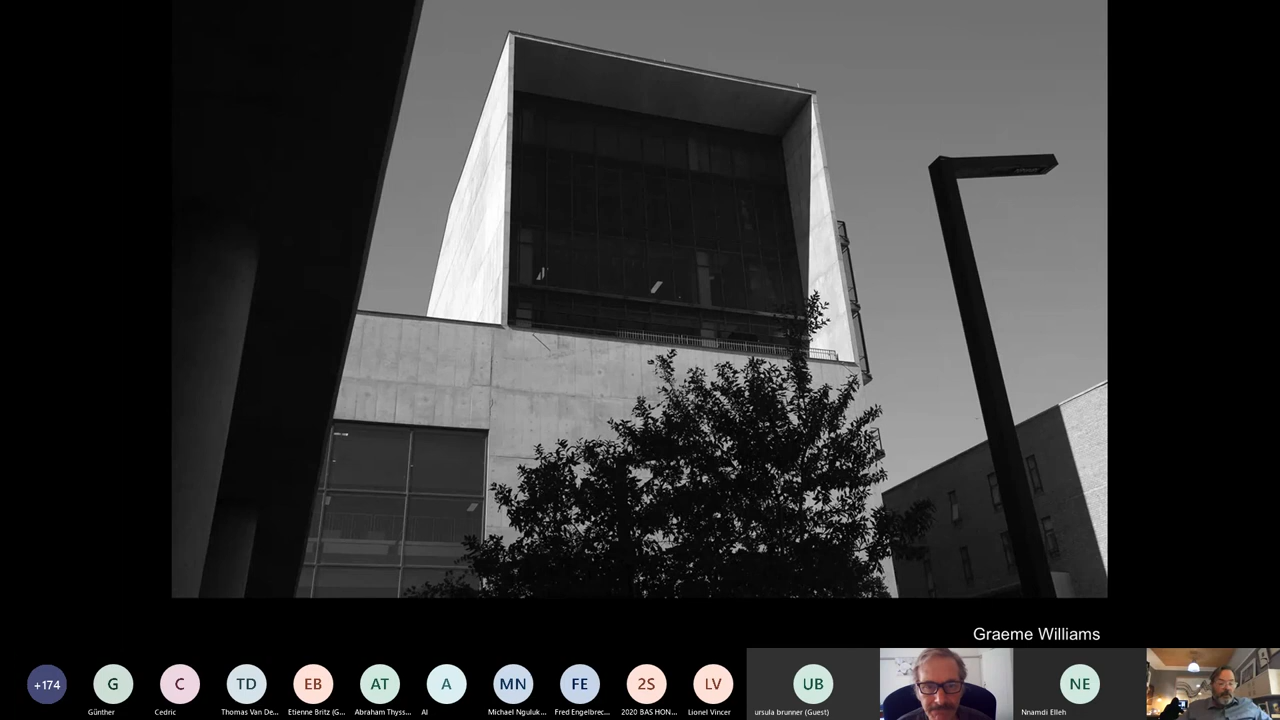 Graeme Williams
+174
G
C
TD
EB
AT
A
MN
FE
2S
LV
UB
NE
Günther
Cedric
Thomas Van De...
Etienne Britz (G...
Abraham Thyss...
Al
Michael Nguluk...
Fred Engelbrec...
2020 BAS HON...
Lionel Vincer
ursula brunner (Guest)
Nnamdi Elleh